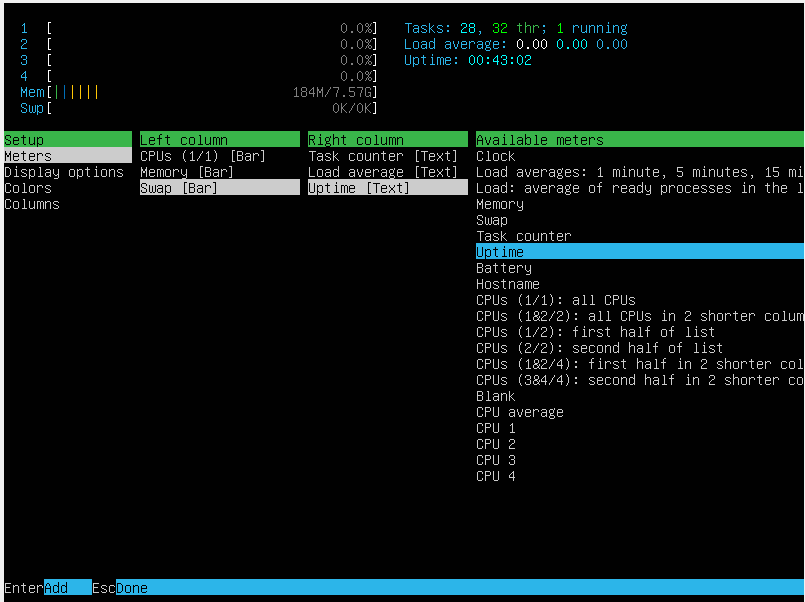 1 [ 0.0%] Tasks: 28, 32 thr; 1 running
2 [ 0.0%] Load average: 0.00 0.00 0.00
3 [ 0.0%] Uptime: 00:43:02
4 [ 0.0%]
Mem[|||||| 184M/7.57G]
Swp[ 0K/0K]
Setup Left column Right column Available meters
Meters CPUs (1/1) [Bar] Task counter [Text] Clock
Display options Memory [Bar] Load average [Text] Load averages: 1 minute, 5 minutes, 15 mi
Colors Swap [Bar] Uptime [Text] Load: average of ready processes in the l
Columns Memory
Swap
Task counter
Uptime
Battery
Hostname
CPUs (1/1): all CPUs
CPUs (1&2/2): all CPUs in 2 shorter colum
CPUs (1/2): first half of list
CPUs (2/2): second half of list
CPUs (1&2/4): first half in 2 shorter col
CPUs (3&4/4): second half in 2 shorter co
Blank
CPU average
CPU 1
CPU 2
CPU 3
CPU 4
EnterAdd EscDone